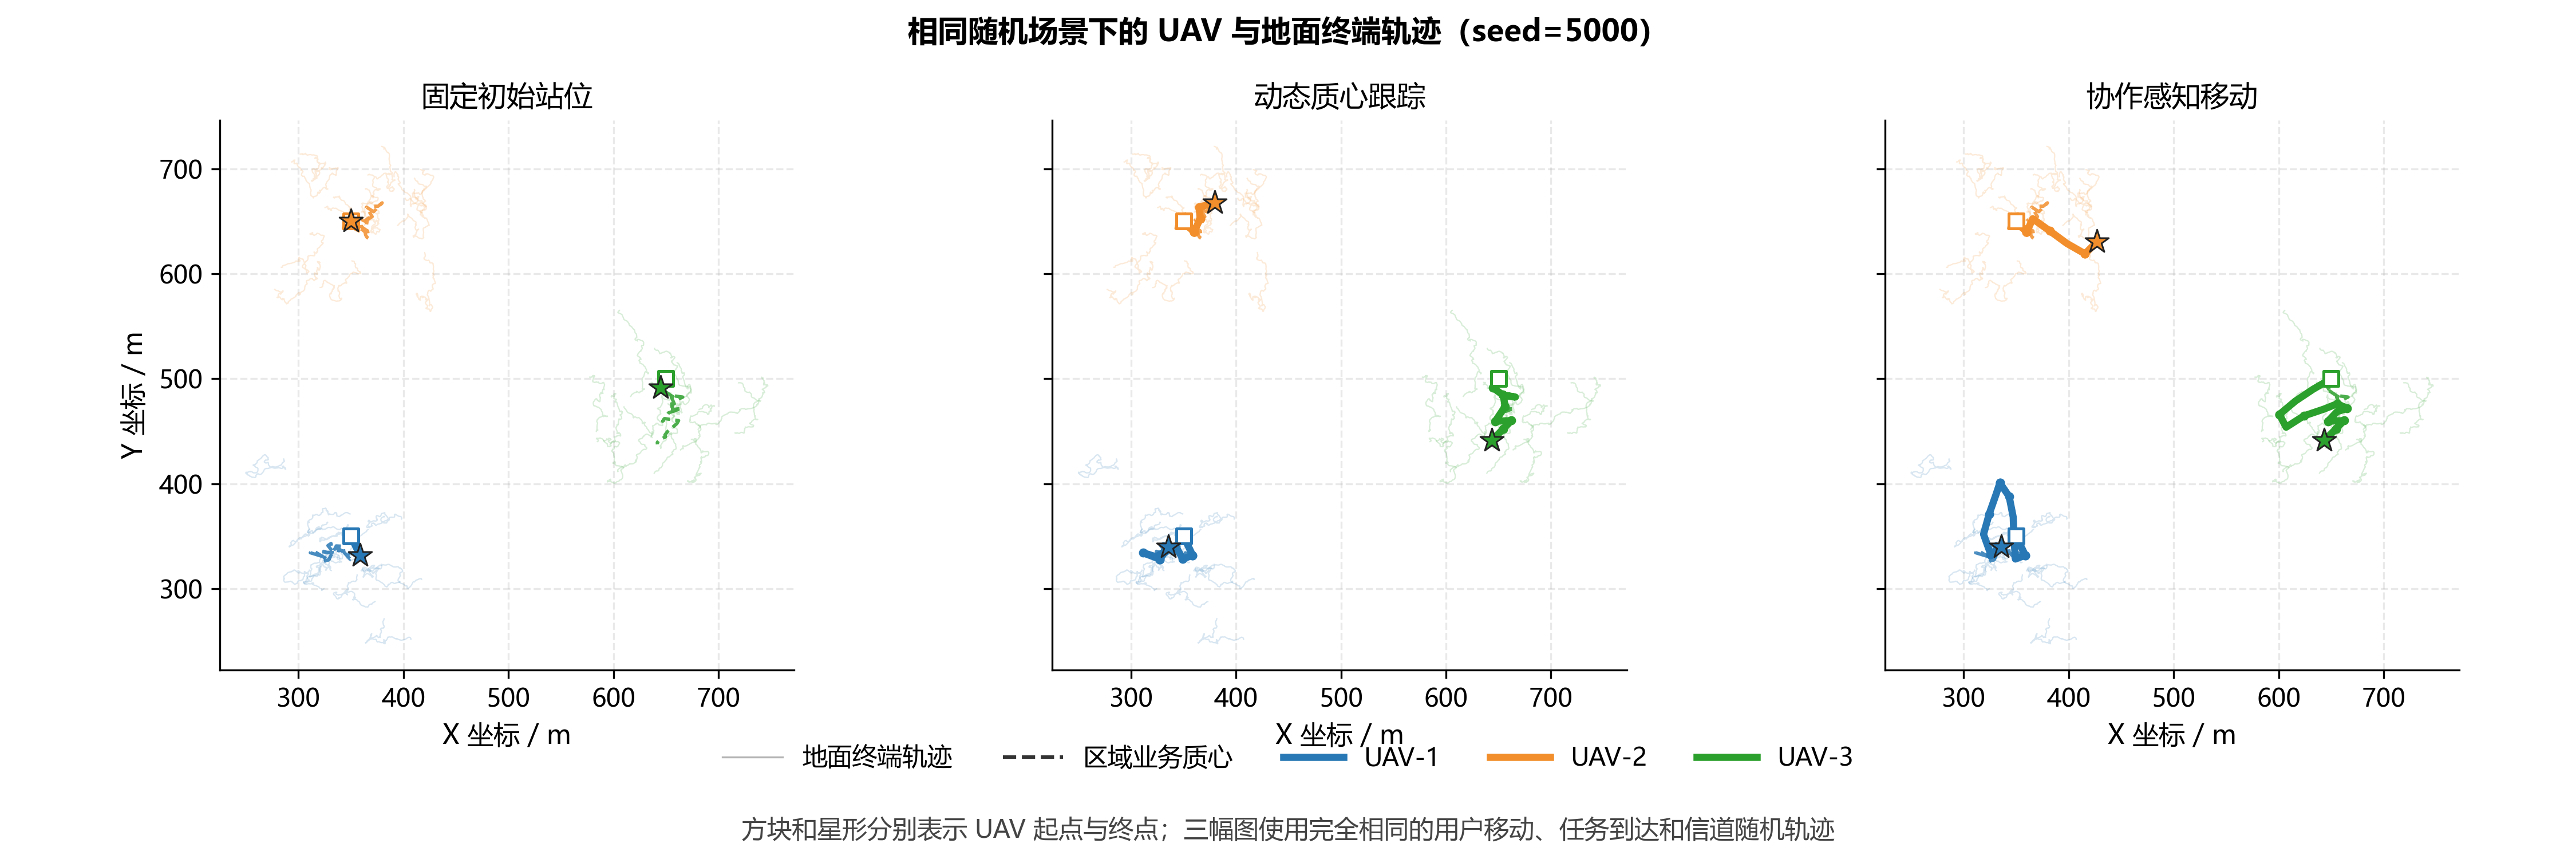 相同随机场景下的 UAV 与地面终端轨迹（seed=5000）
固定初始站位
动态质心跟踪
协作感知移动
Y 坐标 / m
700
600
500
400
300
300 400 500 600 700
300 400 500 600 700
300 400 500 600 700
X 坐标 / m
X 坐标 / m
X 坐标 / m
地面终端轨迹 区域业务质心 UAV-1 UAV-2 UAV-3
方块和星形分别表示 UAV 起点与终点；三幅图使用完全相同的用户移动、任务到达和信道随机轨迹